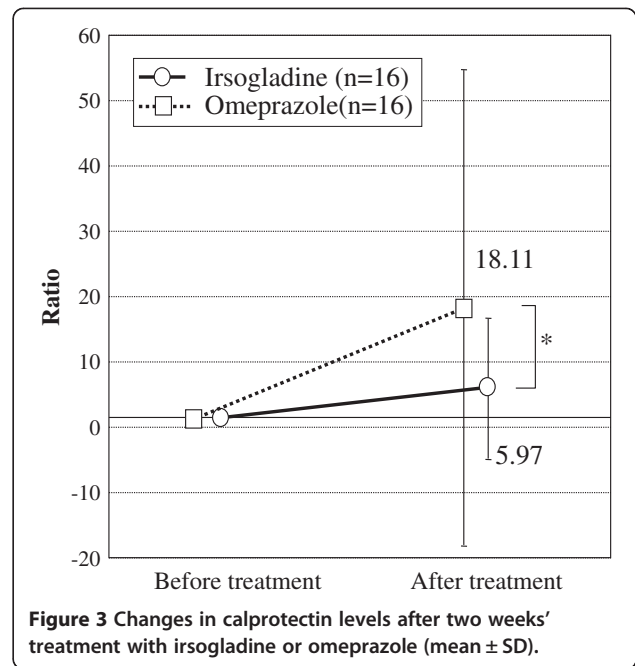 60
50
40
30
20
10
0
-10
-20
Ratio
Irsogladine (n=16)
Omeprazole(n=16)
18.11
*
5.97
Before treatment After treatment
Figure 3 Changes in calprotectin levels after two weeks’
treatment with irsogladine or omeprazole (mean ± SD).